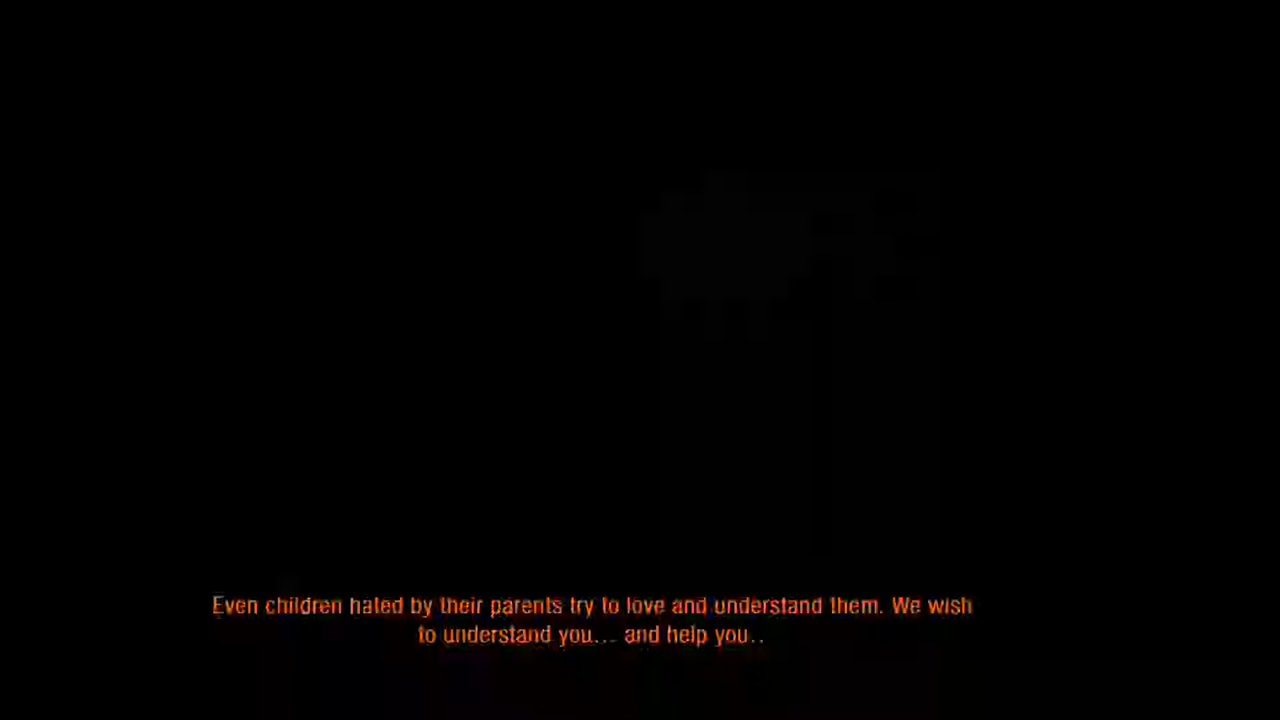 Even children hated by their parents try to love and understand them. We wish
to understand you... and help you..